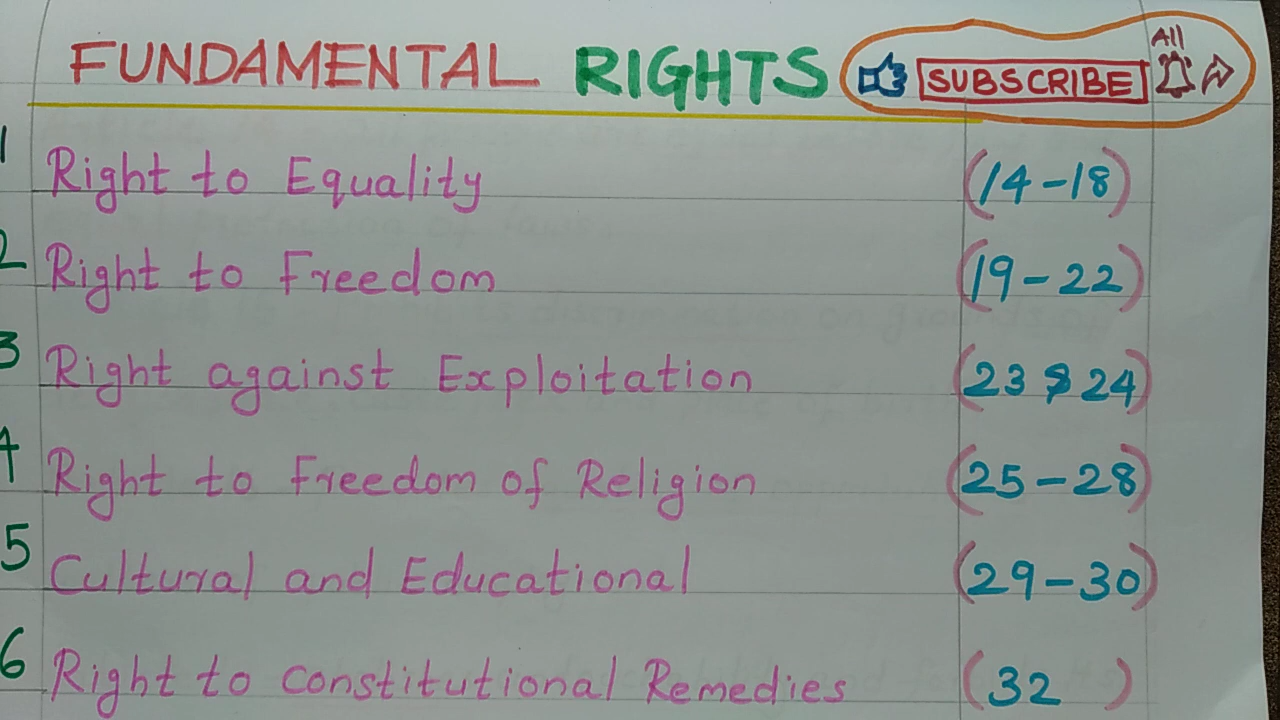 FUNDAMENTAL RIGHTS SUBSCRIBE All
1 Right to Equality (14-18)
2 Right to Freedom (19-22)
3 Right against Exploitation (23 & 24)
4 Right to Freedom of Religion (25-28)
5 Cultural and Educational (29-30)
6 Right to Constitutional Remedies (32 )